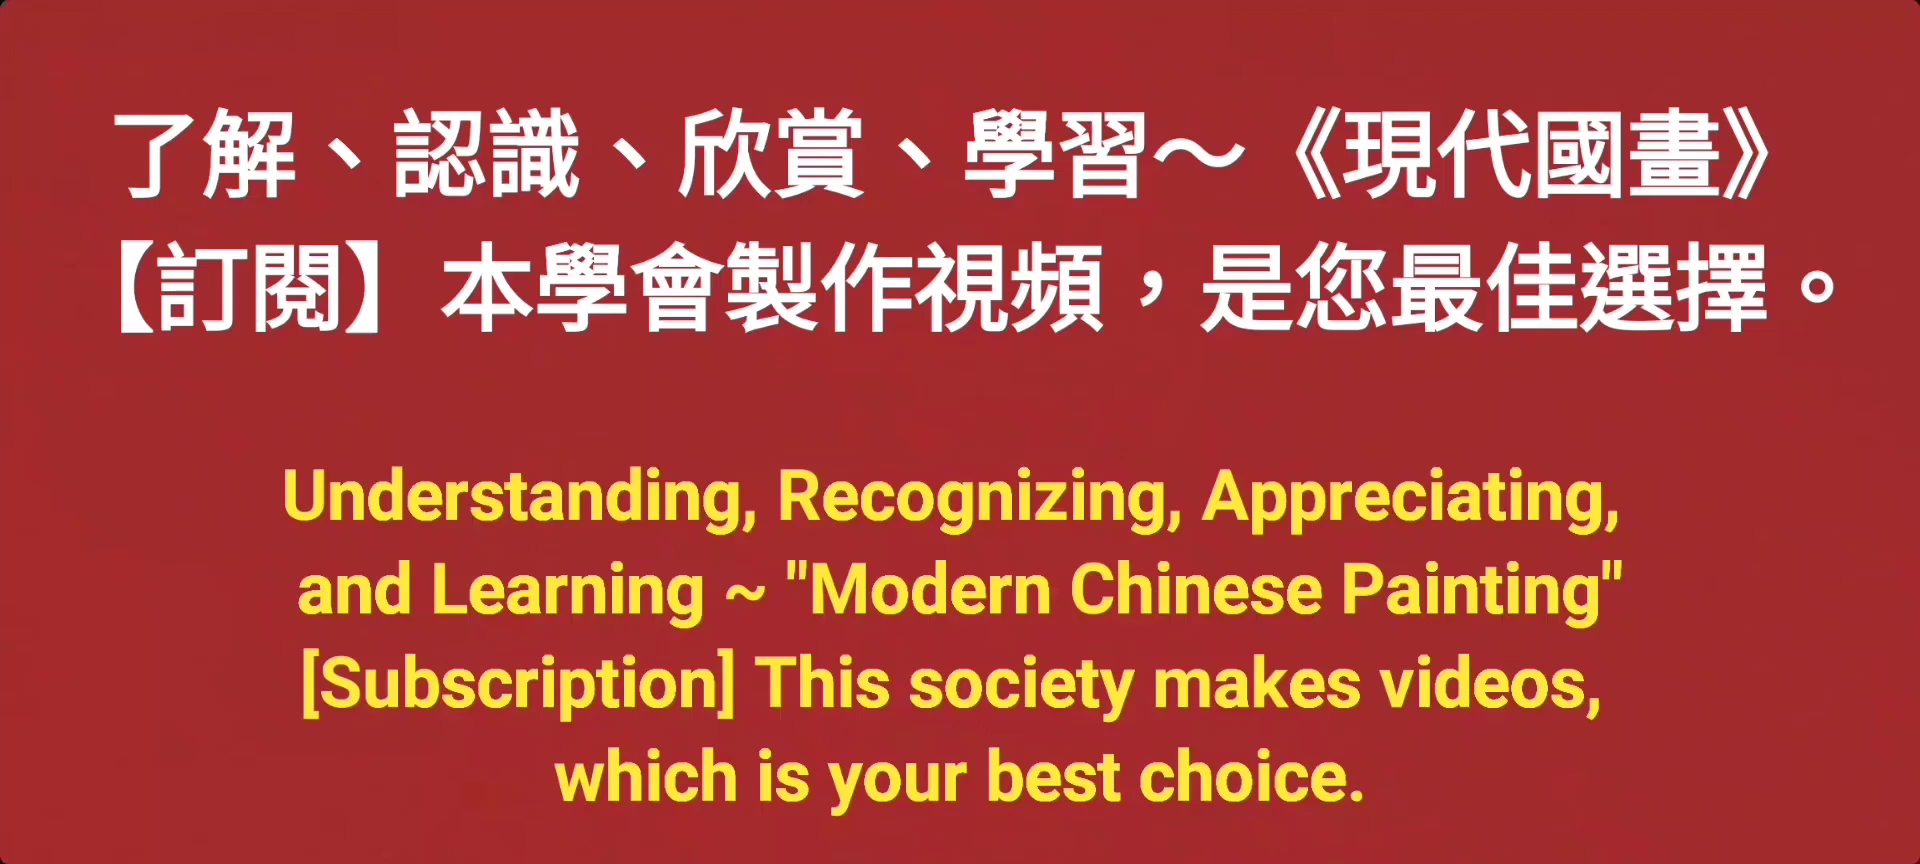 了解、認識、欣賞、學習～《現代國畫》
【訂閱】本學會製作視頻，是您最佳選擇。
Understanding, Recognizing, Appreciating,
and Learning ~ "Modern Chinese Painting"
[Subscription] This society makes videos,
which is your best choice.